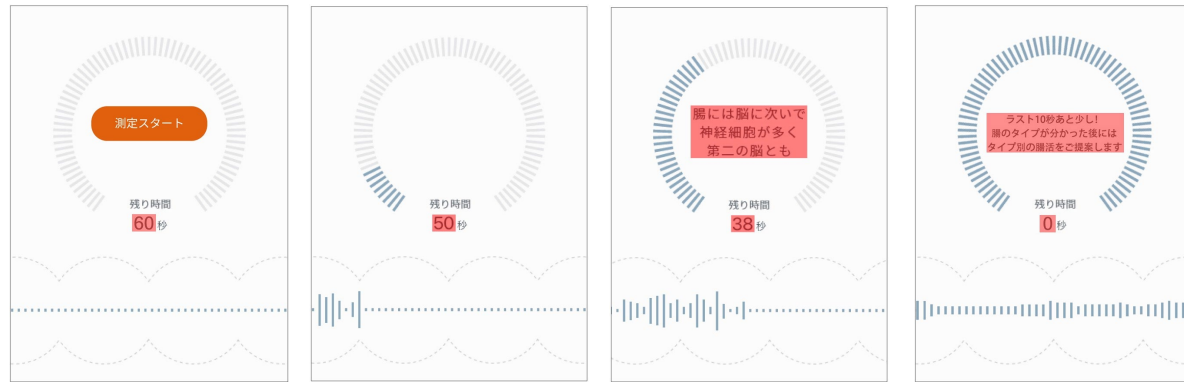 測定スタート
残り時間
60秒
残り時間
50秒
腸には脳に次いで
神経細胞が多く
第二の脳とも
残り時間
38秒
ラスト10秒あと少し!
腸のタイプが分かった後には
タイプ別の腸活をご提案します
残り時間
0秒